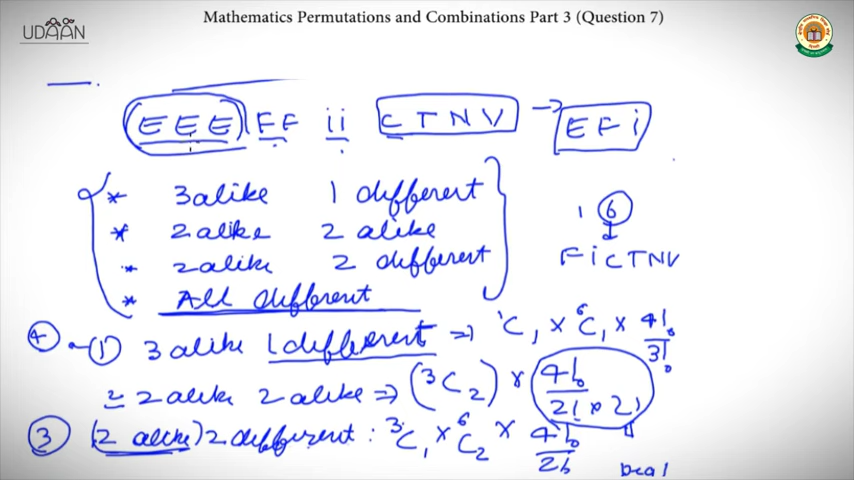 Mathematics Permutations and Combinations Part 3 (Question 7)
UDAAN
EEE FF ii CTNV → EFi
* 3 alike 1 different
* 2 alike 2 alike
* 2 alike 2 different
* All different
1 6
FiCTNV
4 (1) 3 alike 1 different => ¹C₁ × ⁶C₁ × 4!/3!
2 2 alike 2 alike => (³C₂) × 4!/2! × 2!
3 (2 alike) 2 different : ³C₁ × ⁶C₂ × 4!/2!